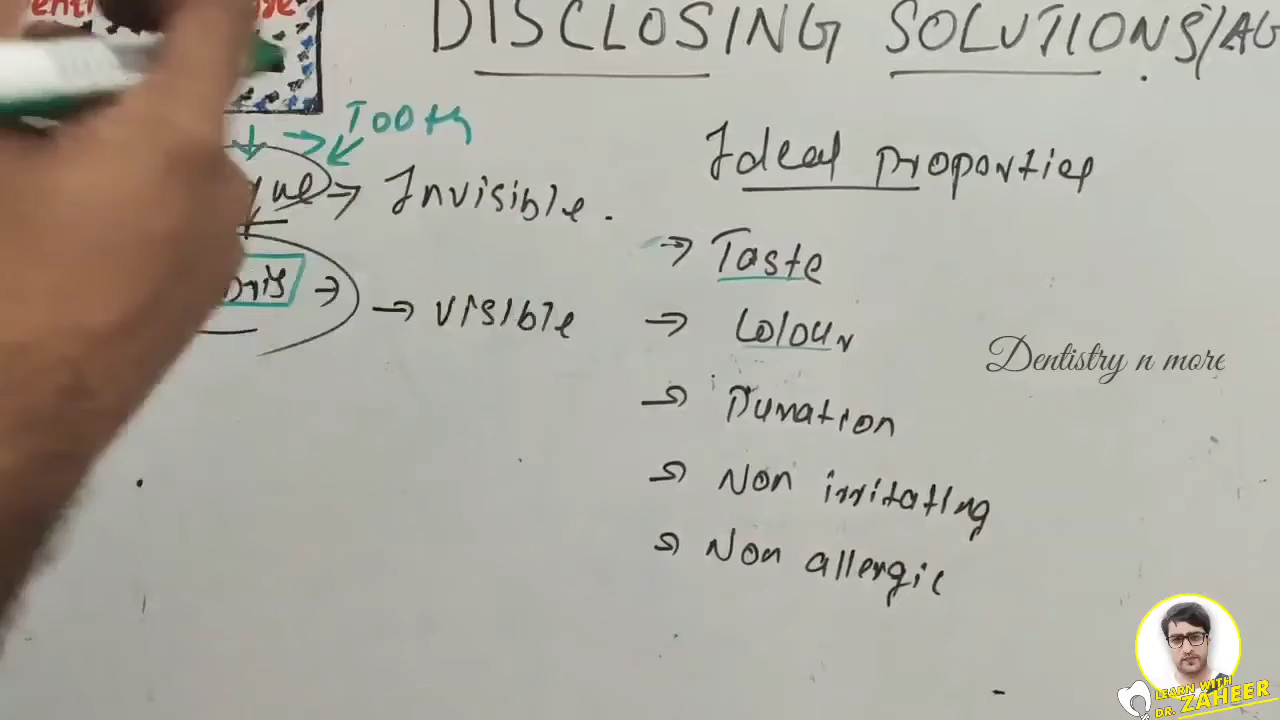 DISCLOSING SOLUTIONS/AG
Tooth
→ Invisible.
→ visible
Ideal properties
→ Taste
→ Colour
→ Duration
→ Non irritating
→ Non allergic
Dentistry n more
LEARN WITH
DR. ZAHEER